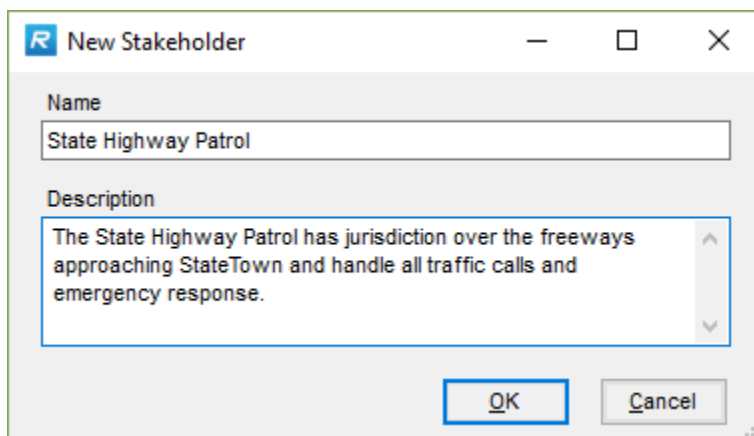 New Stakeholder
Name
State Highway Patrol
Description
The State Highway Patrol has jurisdiction over the freeways
approaching StateTown and handle all traffic calls and
emergency response.
OK
Cancel